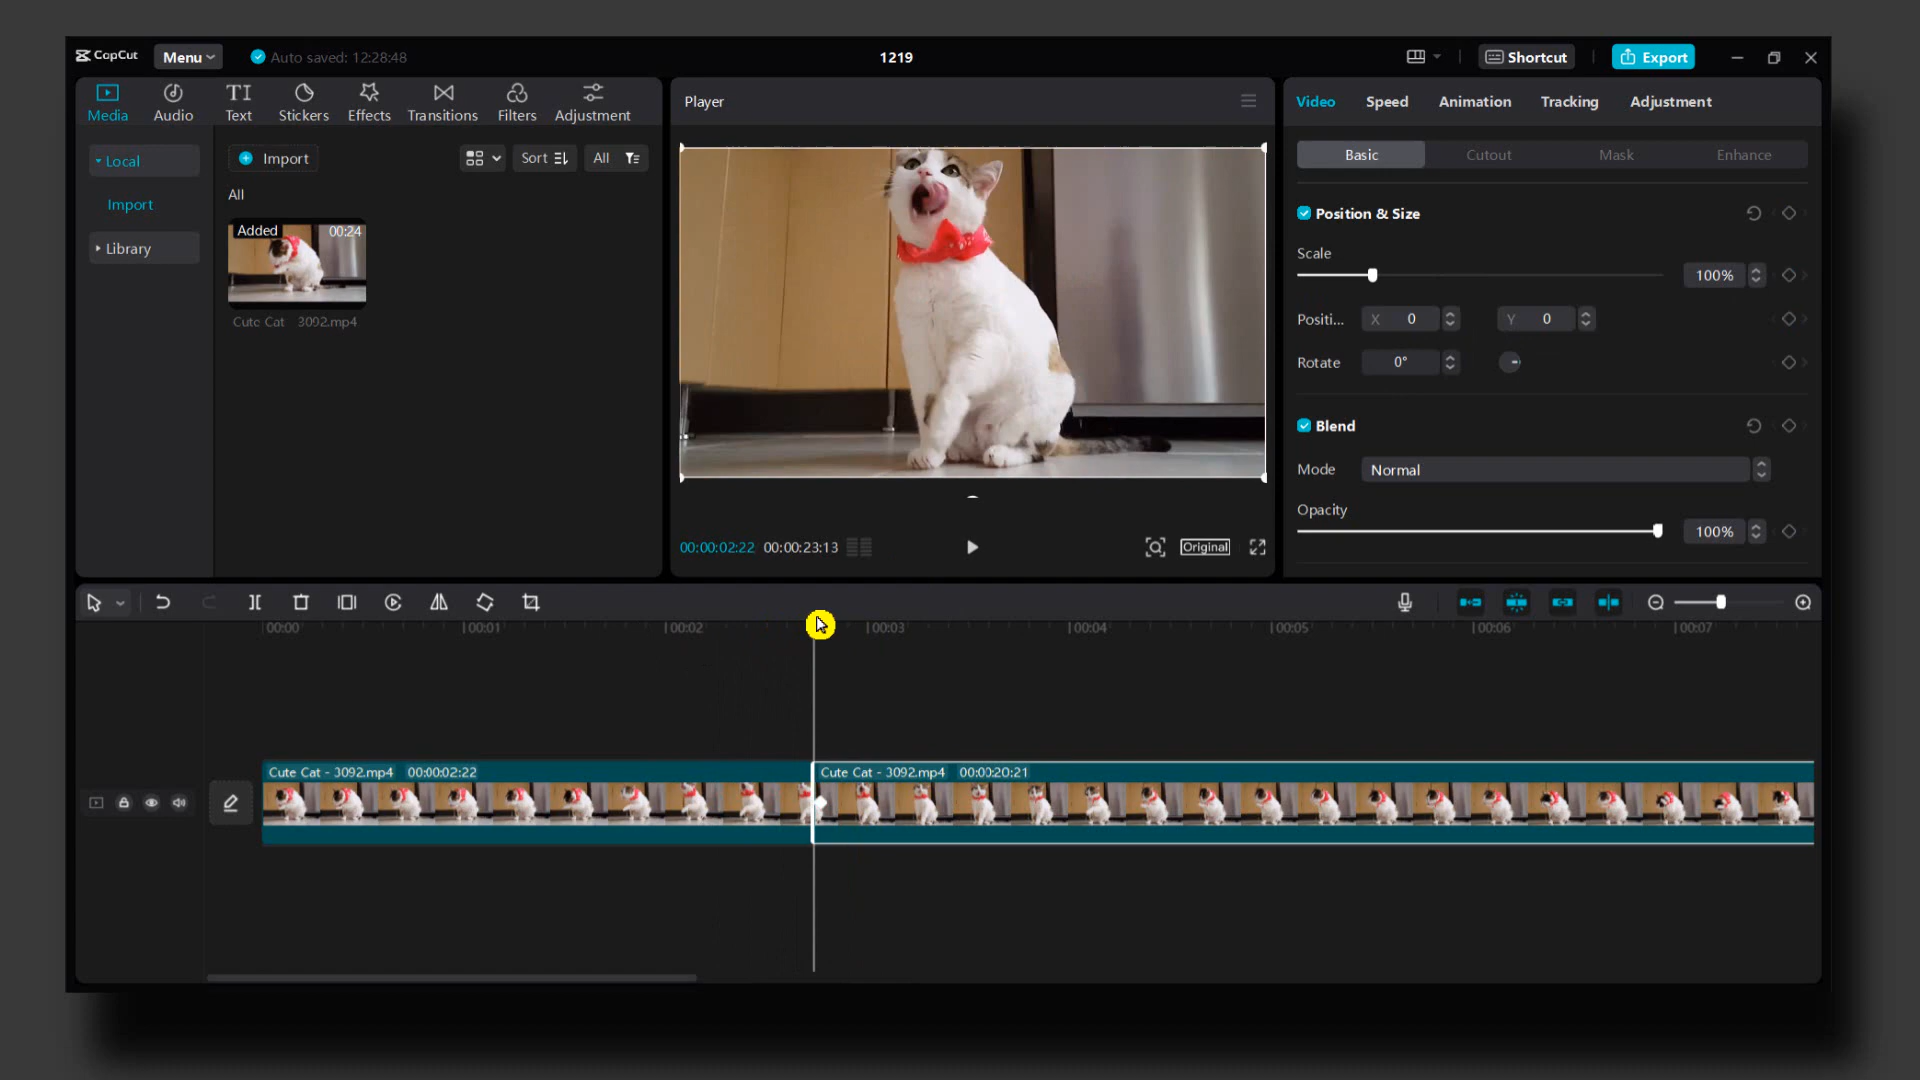 CapCut
Menu
Auto saved: 12:28:48
1219
Shortcut
Export
Media
Audio
TI
Text
Stickers
Effects
Transitions
Filters
Adjustment
Local
Import
Library
Import
Sort
All
All
Added
00:24
Cute Cat - 3092.mp4
Player
00:00:02:22
00:00:23:13
Original
Video
Speed
Animation
Tracking
Adjustment
Basic
Cutout
Mask
Enhance
Position & Size
Scale
100%
Positi...
X 0
Y 0
Rotate
0°
Blend
Mode
Normal
Opacity
100%
00:00
00:01
00:02
00:03
00:04
00:05
00:06
00:07
Cute Cat - 3092.mp4 00:00:02:22
Cute Cat - 3092.mp4 00:00:20:21